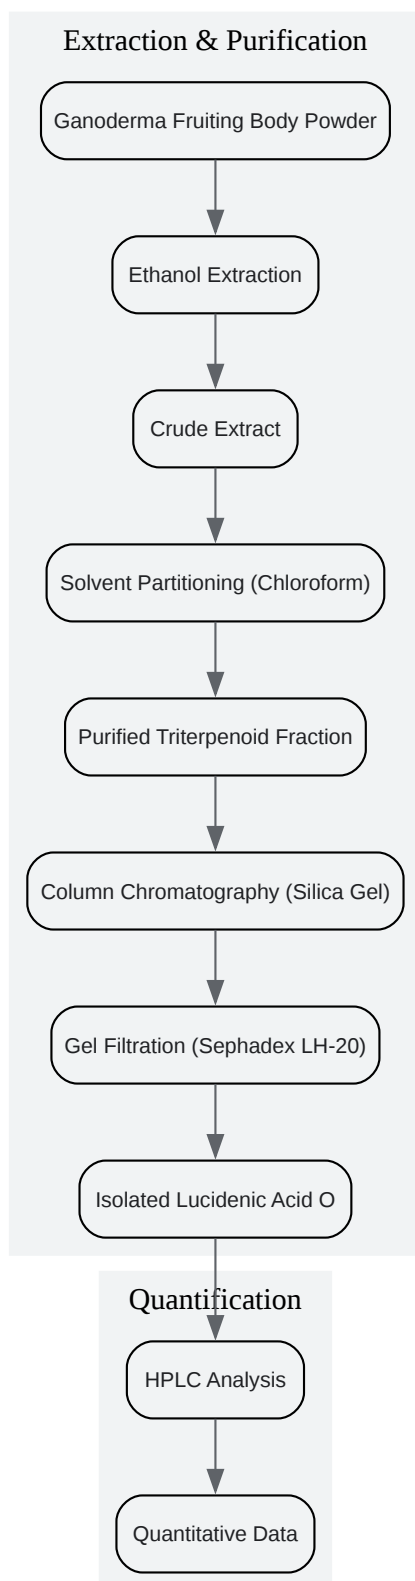 Extraction & Purification
Ganoderma Fruiting Body Powder
Ethanol Extraction
Crude Extract
Solvent Partitioning (Chloroform)
Purified Triterpenoid Fraction
Column Chromatography (Silica Gel)
Gel Filtration (Sephadex LH-20)
Isolated Lucidenic Acid O
Quantification
HPLC Analysis
Quantitative Data